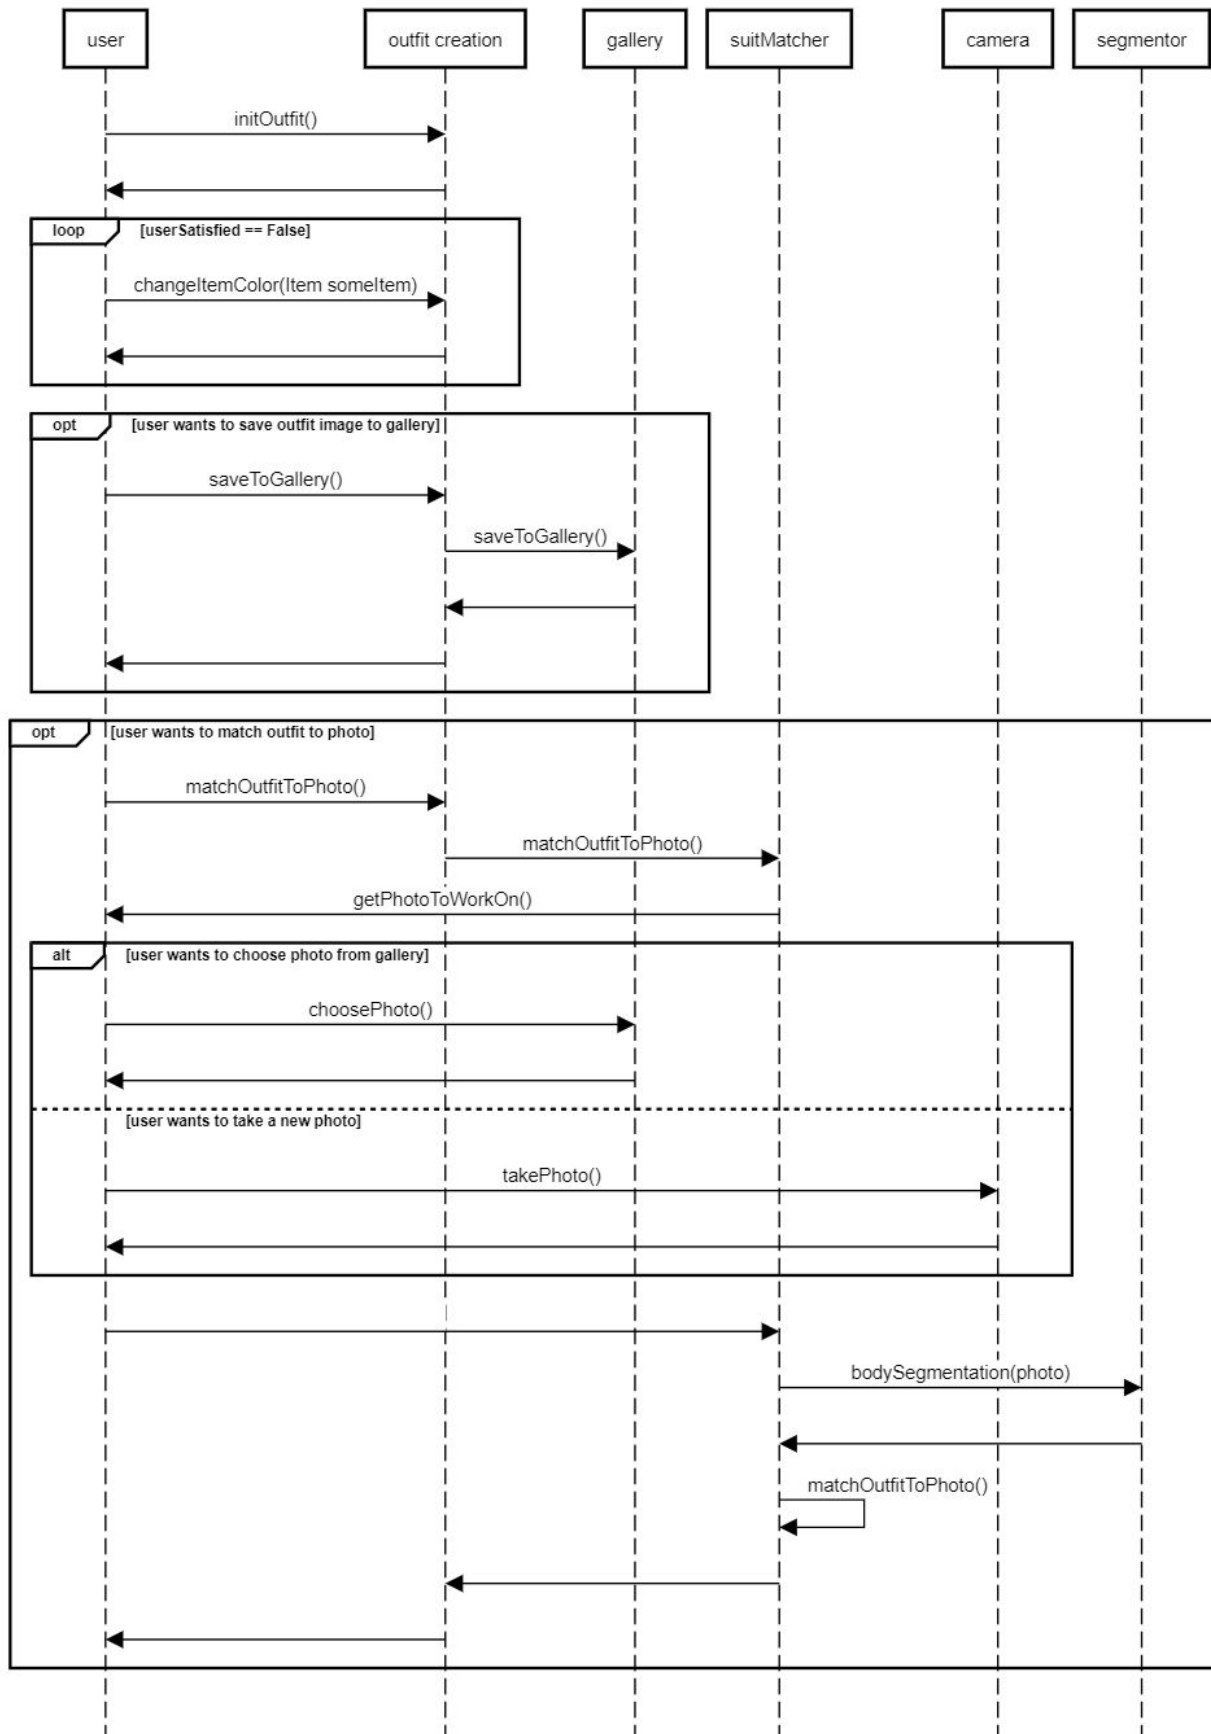 user
outfit creation
gallery
suitMatcher
camera
segmentor
initOutfit()
loop
[userSatisfied == False]
changeItemColor(Item someItem)
opt
[user wants to save outfit image to gallery]
saveToGallery()
saveToGallery()
opt
[user wants to match outfit to photo]
matchOutfitToPhoto()
matchOutfitToPhoto()
getPhotoToWorkOn()
alt
[user wants to choose photo from gallery]
choosePhoto()
[user wants to take a new photo]
takePhoto()
bodySegmentation(photo)
matchOutfitToPhoto()